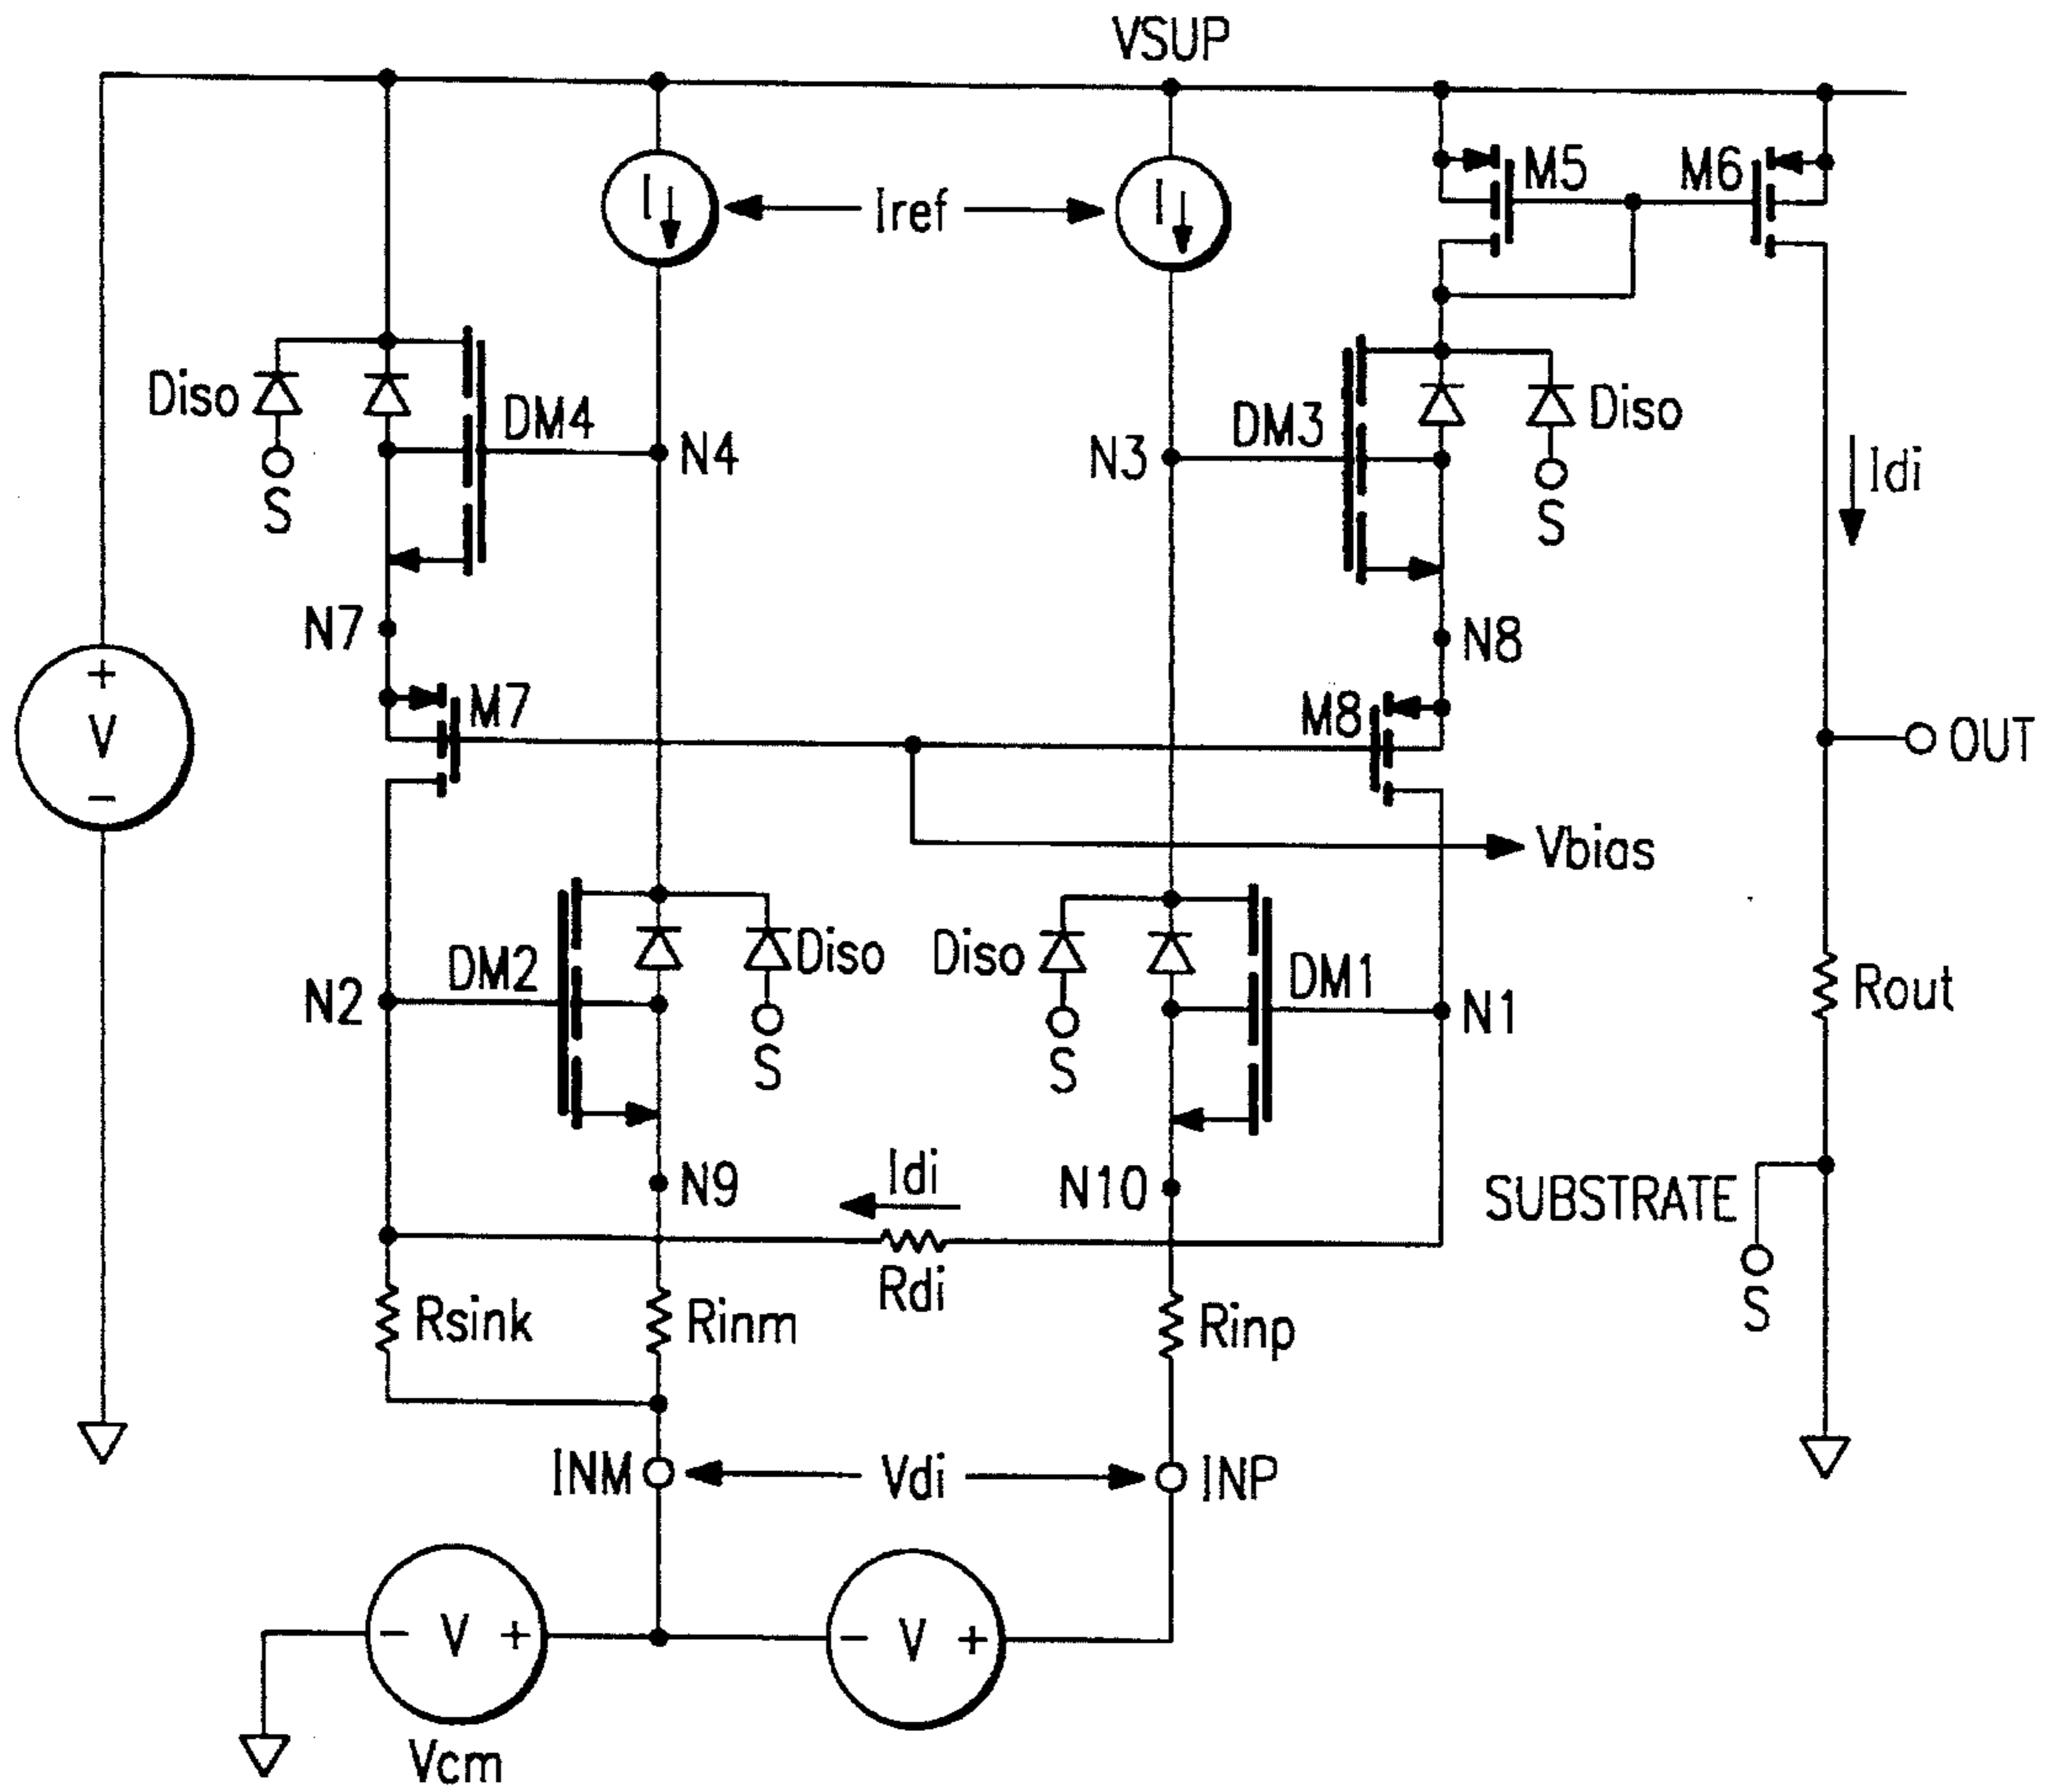 VSUP
M5
M6
I
Iref
I
Diso
DM4
N4
N3
DM3
Diso
Idi
S
S
N7
N8
+
V
−
M7
M8
OUT
Vbias
DM2
Diso
Diso
DM1
N2
N1
Rout
S
S
N9
Idi
N10
SUBSTRATE
Rdi
S
Rsink
Rinm
Rinp
INM
Vdi
INP
− V +
− V +
Vcm